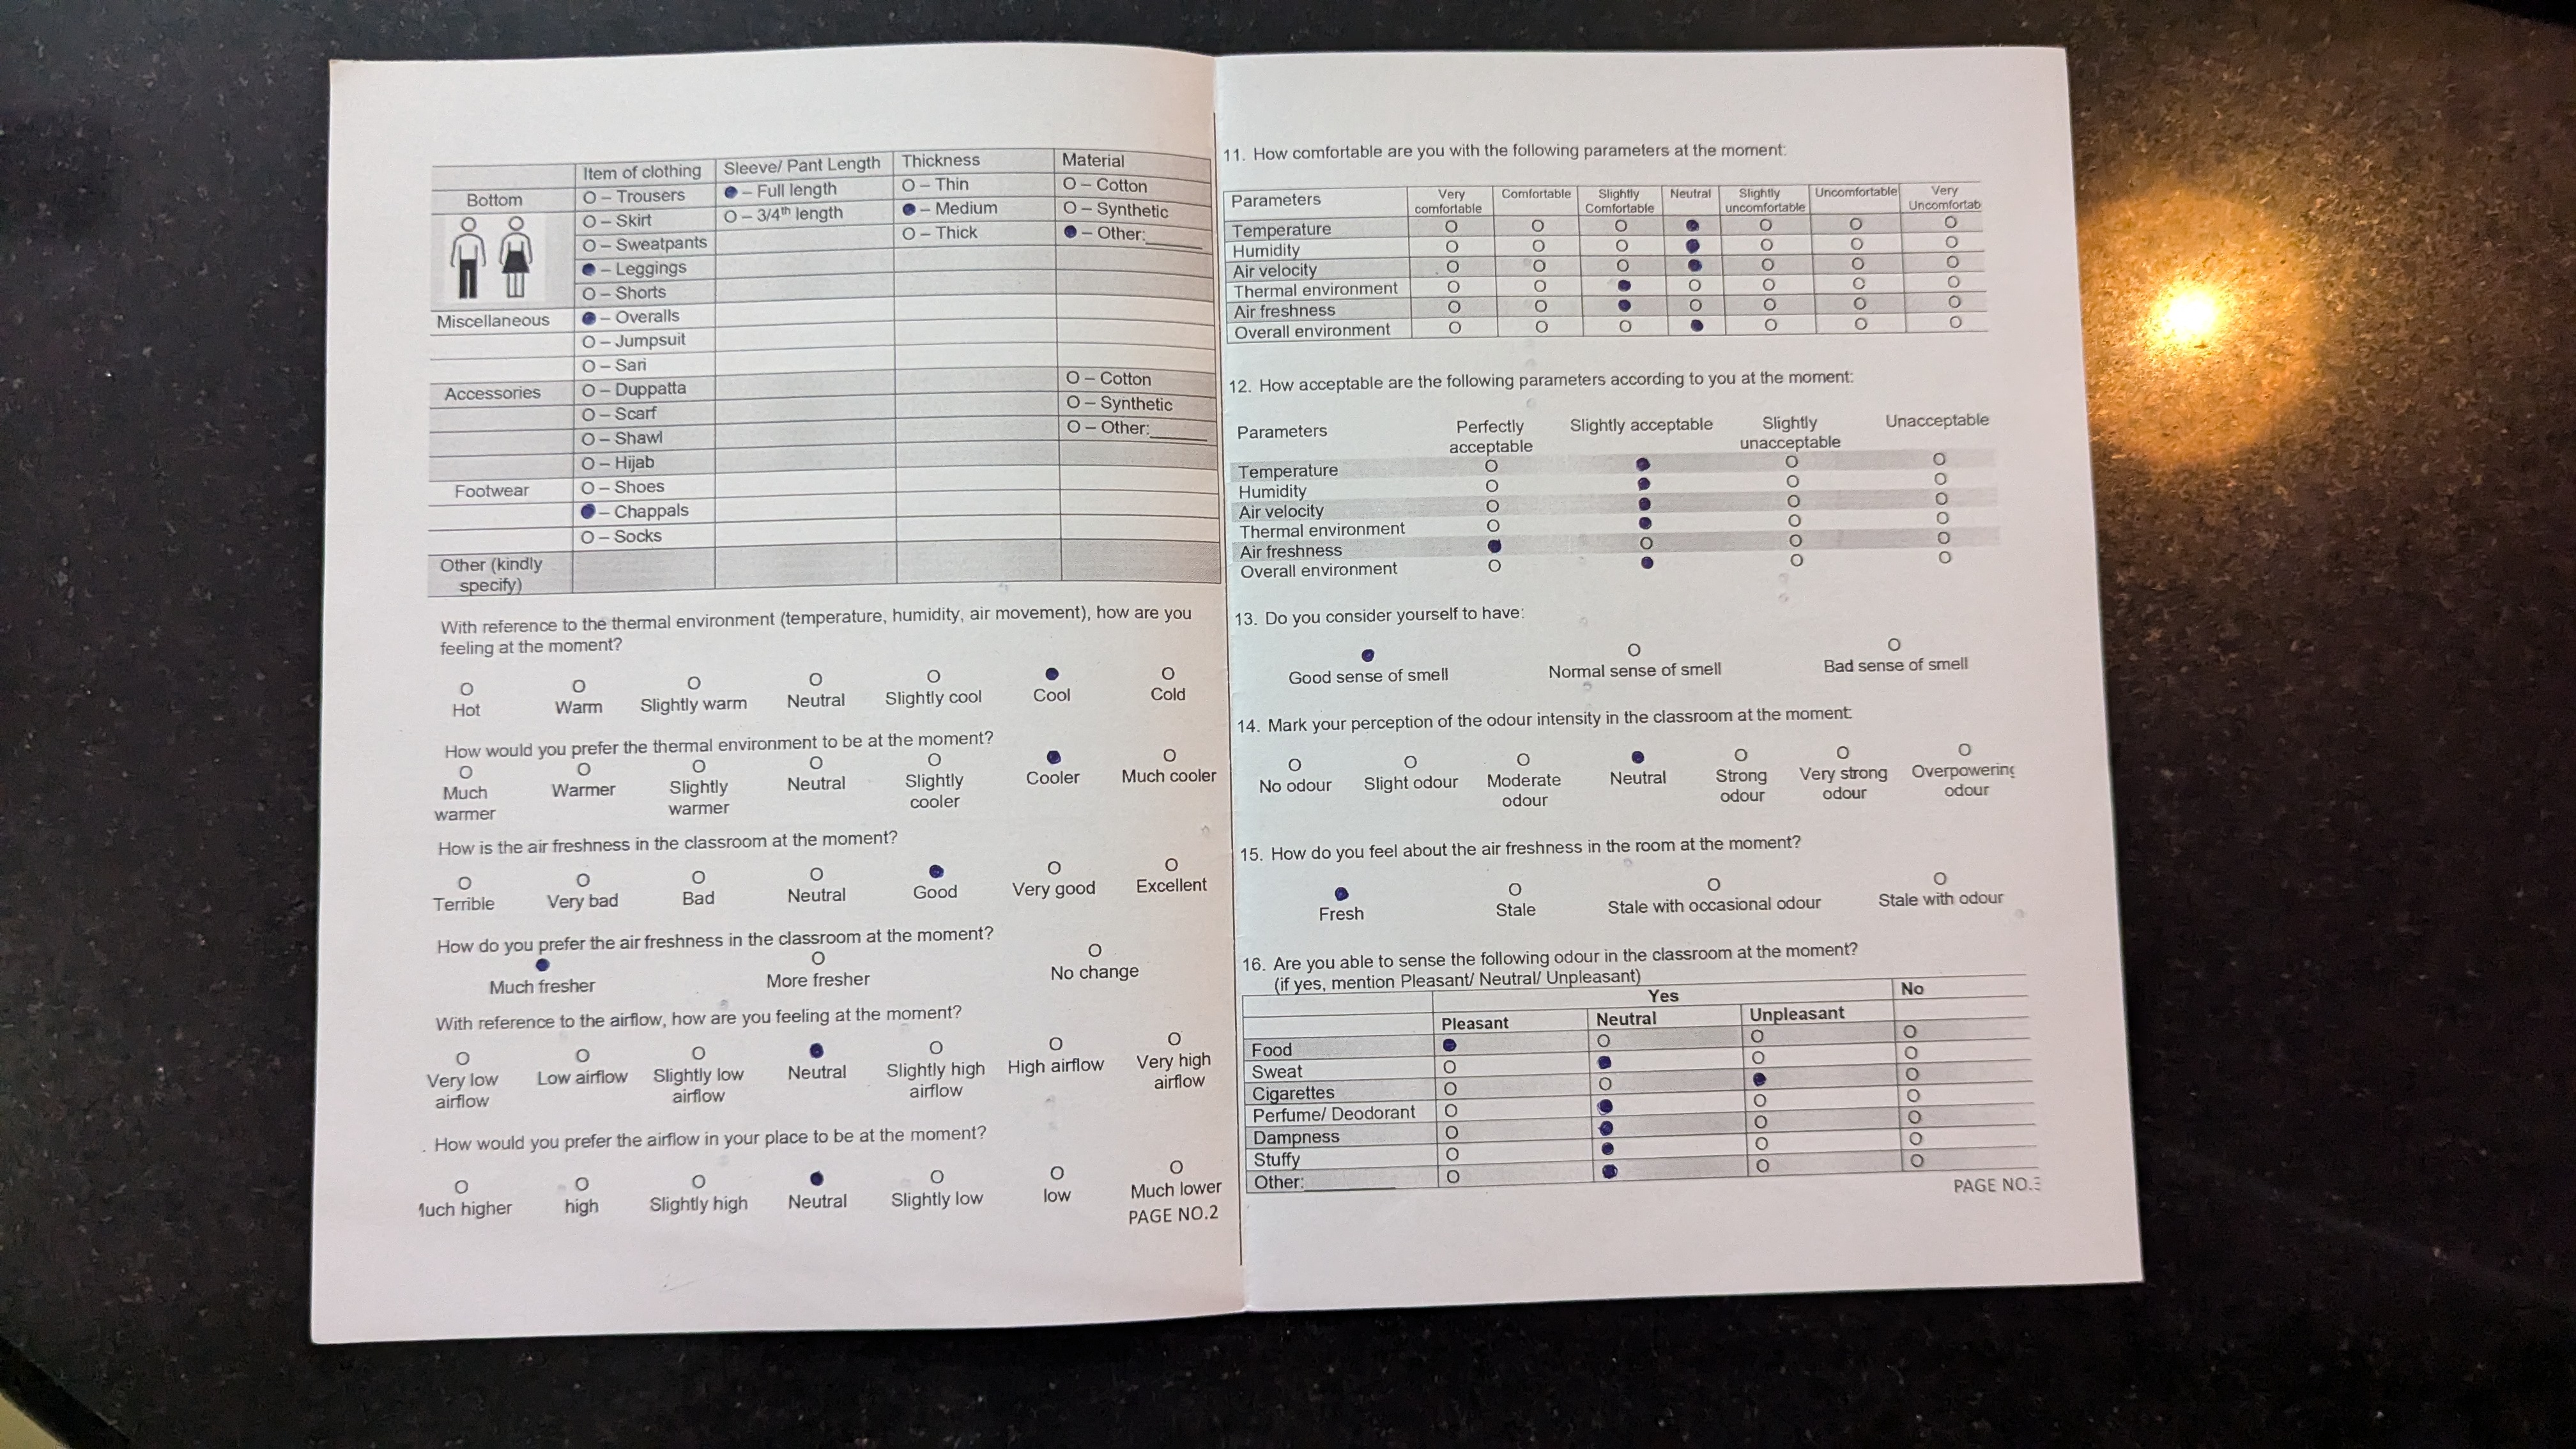 Item of clothing Sleeve/ Pant Length Thickness Material
Bottom O – Trousers ● – Full length O – Thin O – Cotton
O – Skirt O – 3/4th length ● – Medium O – Synthetic
O – Sweatpants O – Thick ● – Other:______
● – Leggings
O – Shorts
Miscellaneous ● – Overalls
O – Jumpsuit
O – Sari
Accessories O – Duppatta O – Cotton
O – Scarf O – Synthetic
O – Shawl O – Other:______
O – Hijab
Footwear O – Shoes
● – Chappals
O – Socks
Other (kindly
specify)
With reference to the thermal environment (temperature, humidity, air movement), how are you
feeling at the moment?
O O O O O ● O
Hot Warm Slightly warm Neutral Slightly cool Cool Cold
How would you prefer the thermal environment to be at the moment?
O O O O O ● O
Much Warmer Slightly Neutral Slightly Cooler Much cooler
warmer warmer cooler
How is the air freshness in the classroom at the moment?
O O O O ● O O
Terrible Very bad Bad Neutral Good Very good Excellent
How do you prefer the air freshness in the classroom at the moment?
● O O
Much fresher More fresher No change
With reference to the airflow, how are you feeling at the moment?
O O O ● O O O
Very low Low airflow Slightly low Neutral Slightly high High airflow Very high
airflow airflow airflow airflow
. How would you prefer the airflow in your place to be at the moment?
O O O ● O O O
uch higher high Slightly high Neutral Slightly low low Much lower
PAGE NO.2
11. How comfortable are you with the following parameters at the moment:
Parameters Very Comfortable Slightly Neutral Slightly Uncomfortable Very
comfortable Comfortable uncomfortable Uncomfortab
Temperature O O O ● O O O
Humidity O O O ● O O O
Air velocity O O O ● O O O
Thermal environment O O ● O O O O
Air freshness O O ● O O O O
Overall environment O O O ● O O O
12. How acceptable are the following parameters according to you at the moment:
Parameters Perfectly Slightly acceptable Slightly Unacceptable
acceptable unacceptable
Temperature O ● O O
Humidity O ● O O
Air velocity O ● O O
Thermal environment O ● O O
Air freshness ● O O O
Overall environment O ● O O
13. Do you consider yourself to have:
● O O
Good sense of smell Normal sense of smell Bad sense of smell
14. Mark your perception of the odour intensity in the classroom at the moment:
O O O ● O O O
No odour Slight odour Moderate Neutral Strong Very strong Overpowering
odour odour odour odour
15. How do you feel about the air freshness in the room at the moment?
● O O O
Fresh Stale Stale with occasional odour Stale with odour
16. Are you able to sense the following odour in the classroom at the moment?
(if yes, mention Pleasant/ Neutral/ Unpleasant)
Yes No
Pleasant Neutral Unpleasant
Food ● O O O
Sweat O ● O O
Cigarettes O O ● O
Perfume/ Deodorant O ● O O
Dampness O ● O O
Stuffy O ● O O
Other:__________ O ● O O
PAGE NO.3